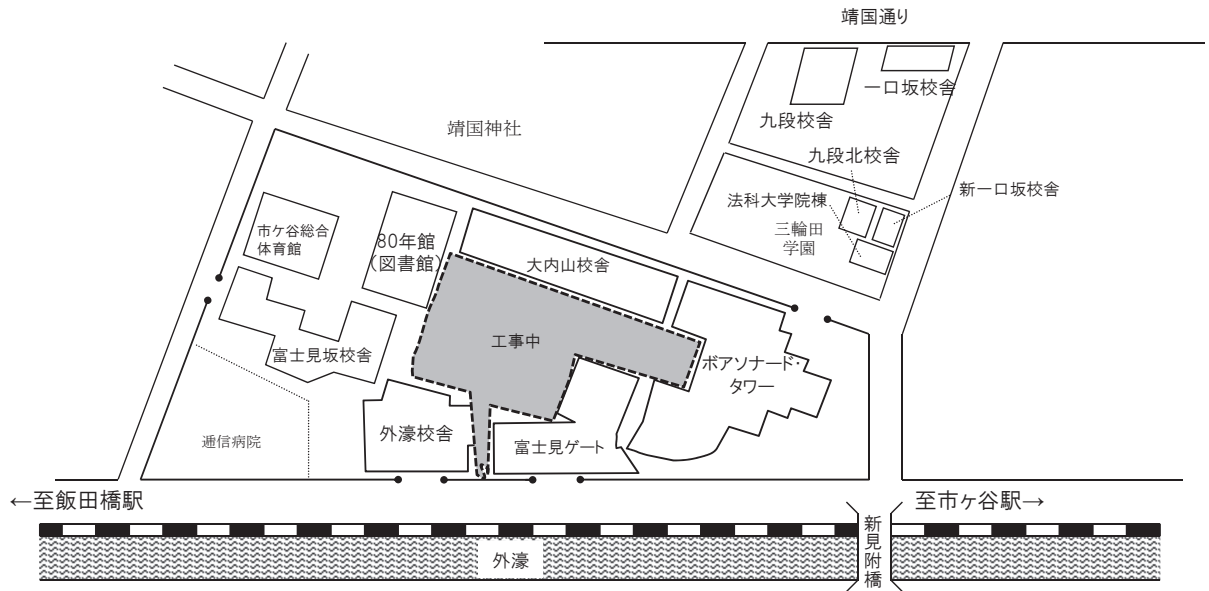 靖国通り
一口坂校舎
九段校舎
靖国神社
九段北校舎
新一口坂校舎
法科大学院棟
三輪田
学園
市ケ谷総合
体育館
80年館
(図書館)
大内山校舎
工事中
富士見坂校舎
ボアソナード・
タワー
外濠校舎
富士見ゲート
逓信病院
←至飯田橋駅
至市ヶ谷駅→
新見附橋
外濠